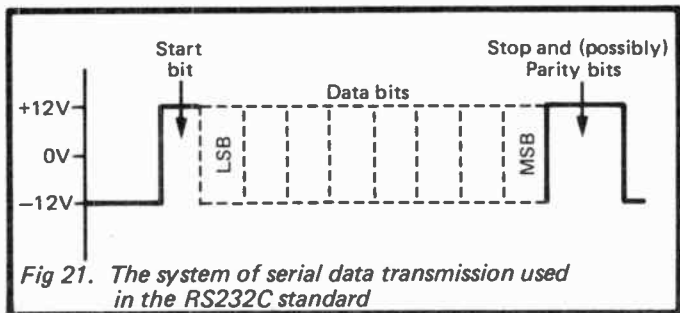 Start
bit
Stop and (possibly)
Parity bits
Data bits
+12V
0V
−12V
LSB
MSB
Fig 21. The system of serial data transmission used
in the RS232C standard